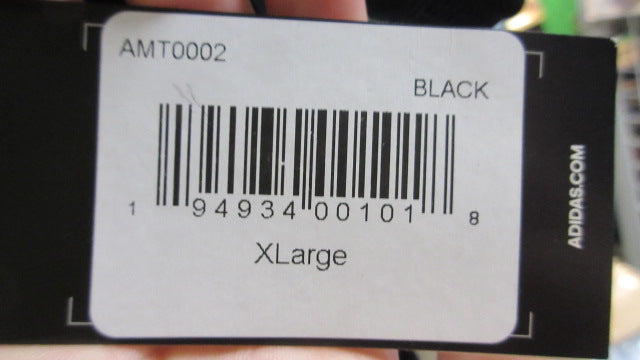 AMT0002
BLACK
1 94934 00101 8
XLarge
ADIDAS.COM